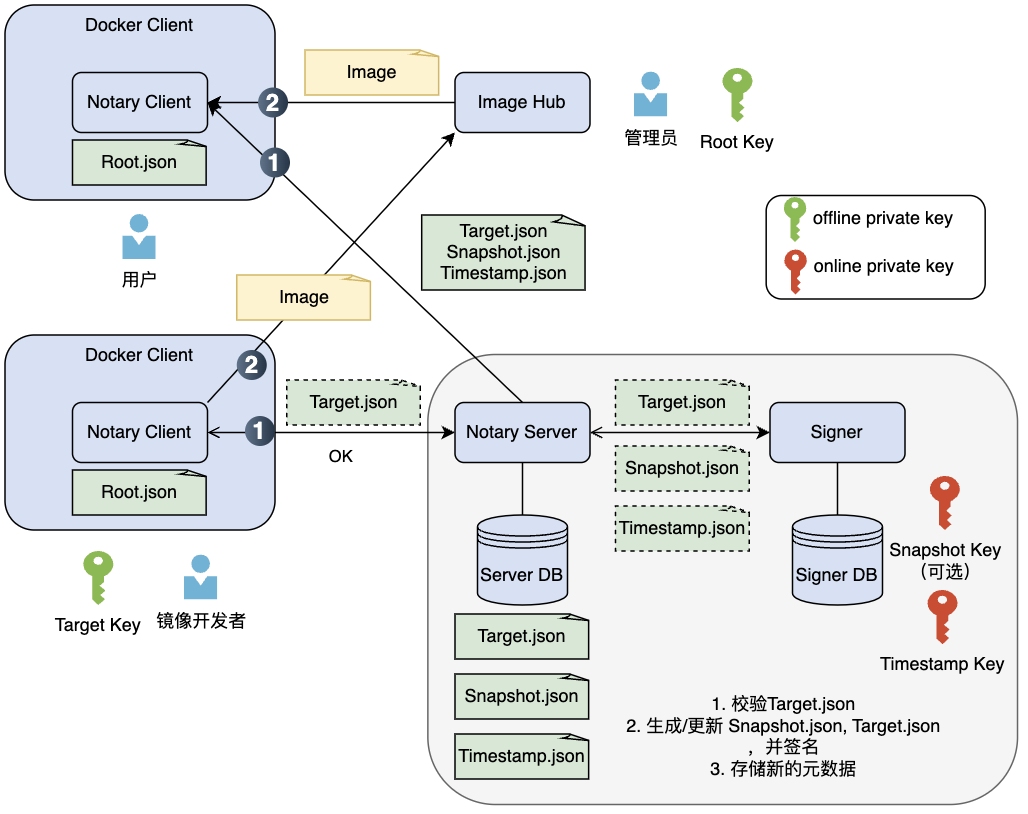 Docker Client
Notary Client
Root.json
用户
Image
2
1
Image Hub
管理员
Root Key
Target.json
Snapshot.json
Timestamp.json
offline private key
online private key
Image
2
Docker Client
Notary Client
Root.json
Target Key
镜像开发者
1
Target.json
OK
Notary Server
Target.json
Snapshot.json
Timestamp.json
Signer
Server DB
Signer DB
Snapshot Key
（可选）
Timestamp Key
Target.json
Snapshot.json
Timestamp.json
1. 校验Target.json
2. 生成/更新 Snapshot.json, Target.json
，并签名
3. 存储新的元数据